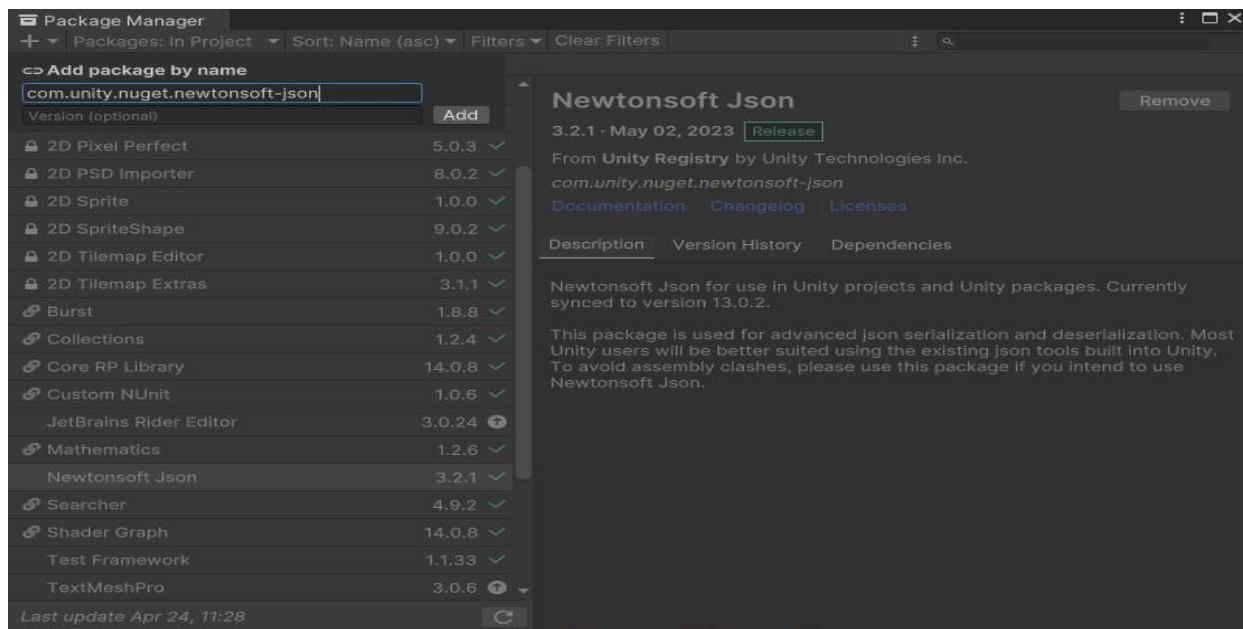 Package Manager
Packages: In Project Sort: Name (asc) Filters Clear Filters
Add package by name
com.unity.nuget.newtonsoft-json
Version (optional) Add
2D Pixel Perfect 5.0.3
2D PSD Importer 8.0.2
2D Sprite 1.0.0
2D SpriteShape 9.0.2
2D Tilemap Editor 1.0.0
2D Tilemap Extras 3.1.1
Burst 1.8.8
Collections 1.2.4
Core RP Library 14.0.8
Custom NUnit 1.0.6
JetBrains Rider Editor 3.0.24
Mathematics 1.2.6
Newtonsoft Json 3.2.1
Searcher 4.9.2
Shader Graph 14.0.8
Test Framework 1.1.33
TextMeshPro 3.0.6
Last update Apr 24, 11:28
Newtonsoft Json Remove
3.2.1 · May 02, 2023 Release
From Unity Registry by Unity Technologies Inc.
com.unity.nuget.newtonsoft-json
Documentation Changelog Licenses
Description Version History Dependencies
Newtonsoft Json for use in Unity projects and Unity packages. Currently
synced to version 13.0.2.
This package is used for advanced json serialization and deserialization. Most
Unity users will be better suited using the existing json tools built into Unity.
To avoid assembly clashes, please use this package if you intend to use
Newtonsoft Json.